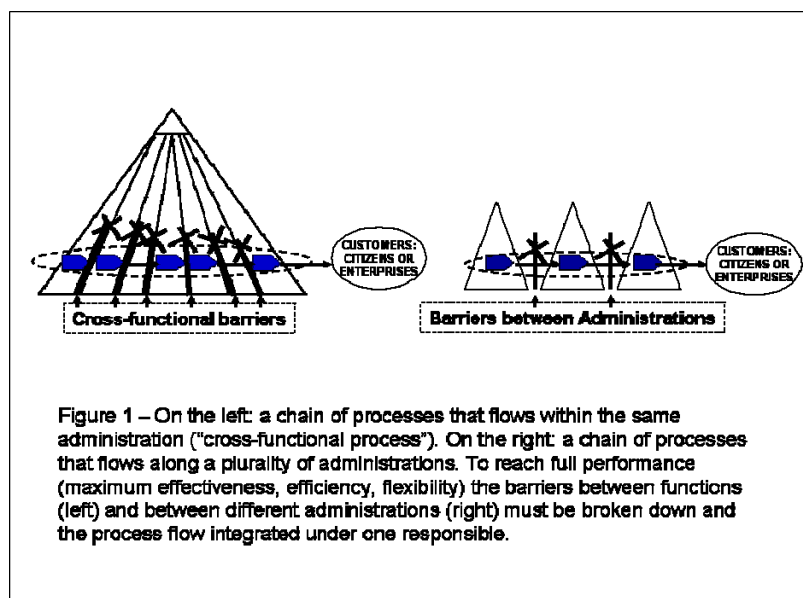 CUSTOMERS:
CITIZENS OR
ENTERPRISES
CUSTOMERS:
CITIZENS OR
ENTERPRISES
Cross-functional barriers
Barriers between Administrations
Figure 1 – On the left: a chain of processes that flows within the same
administration ("cross-functional process"). On the right: a chain of processes
that flows along a plurality of administrations. To reach full performance
(maximum effectiveness, efficiency, flexibility) the barriers between functions
(left) and between different administrations (right) must be broken down and
the process flow integrated under one responsible.